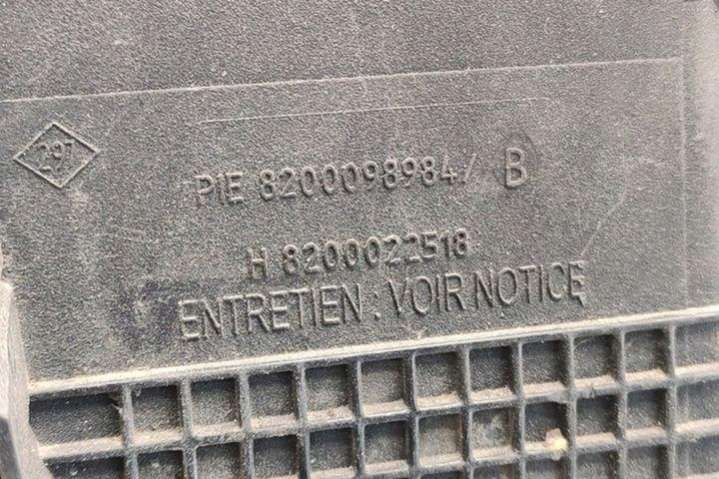 297
PIE 8200098984/ B
H 8200022518
ENTRETIEN : VOIR NOTICE